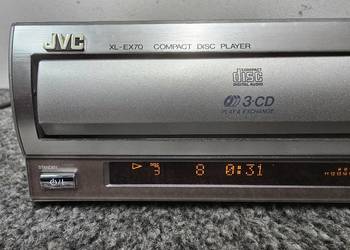 JVC XL-EX70 COMPACT DISC PLAYER
COMPACT
disc
DIGITAL AUDIO
3-CD
PLAY & EXCHANGE
STANDBY
DISC
3 8 0:31